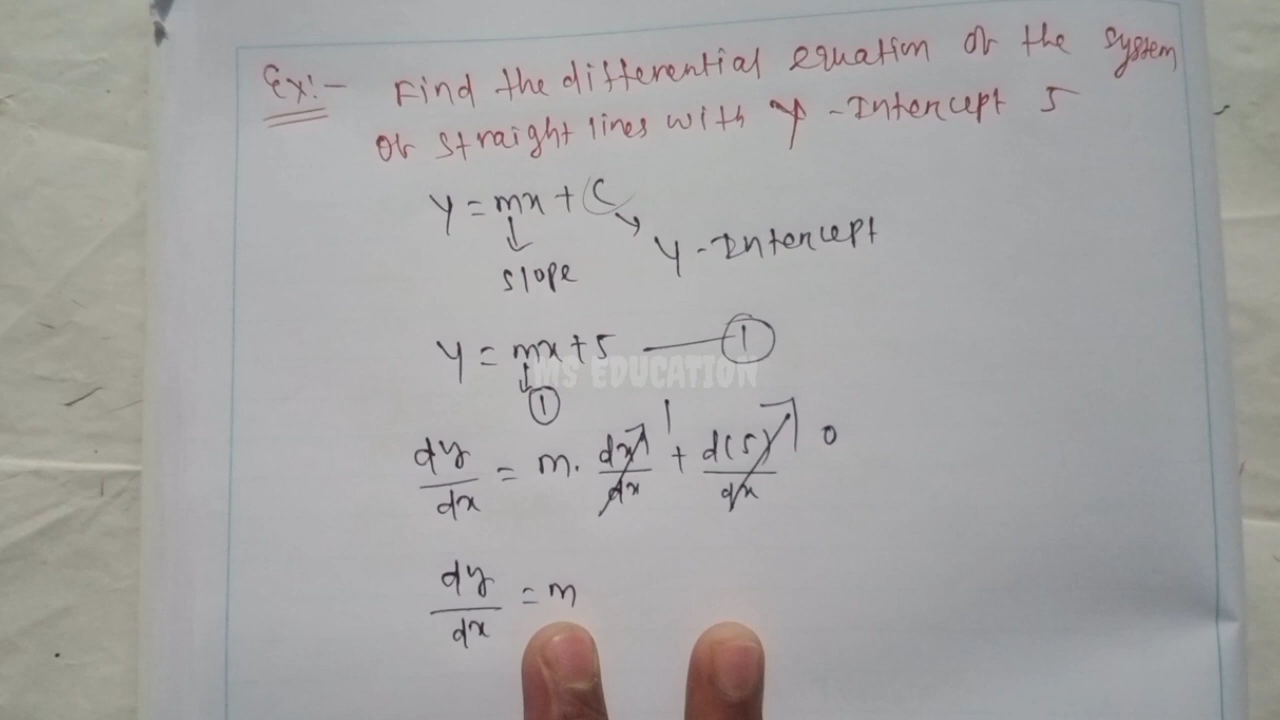 Ex:- Find the differential equation of the system
of straight lines with y-Intercept 5
y = mx + C
slope
y-Intercept
y = mx + 5 — ①
①
IMS EDUCATION
dy/dx = m. dx/dx 1 + d(5)/dx 0
dy/dx = m